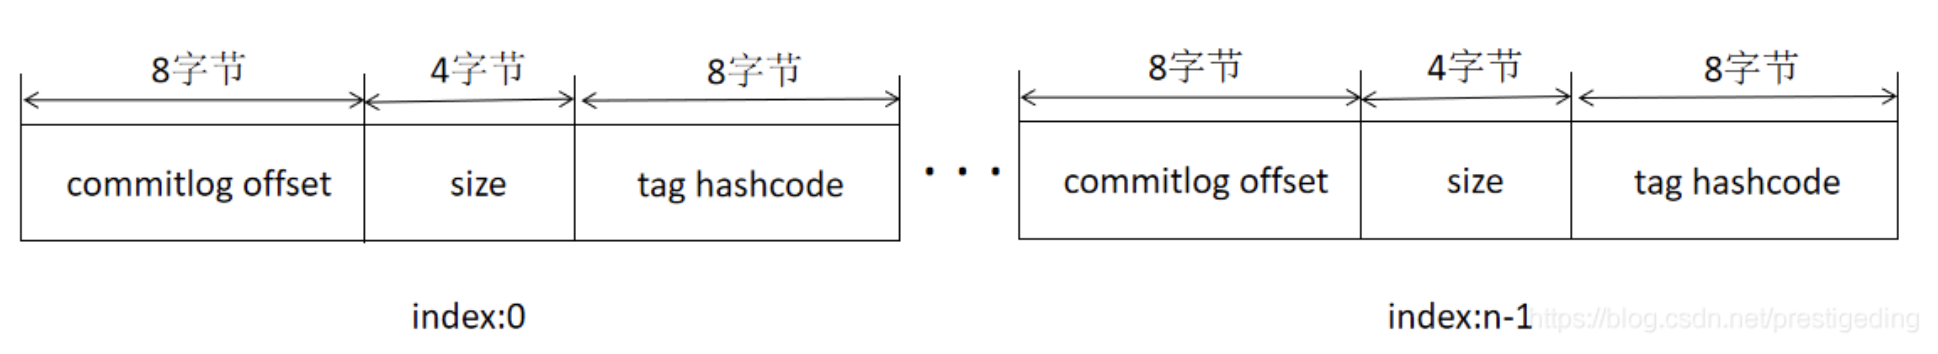 8字节 4字节 8字节 8字节 4字节 8字节
commitlog offset size tag hashcode ... commitlog offset size tag hashcode
index:0 index:n-1
https://blog.csdn.net/prestigeding